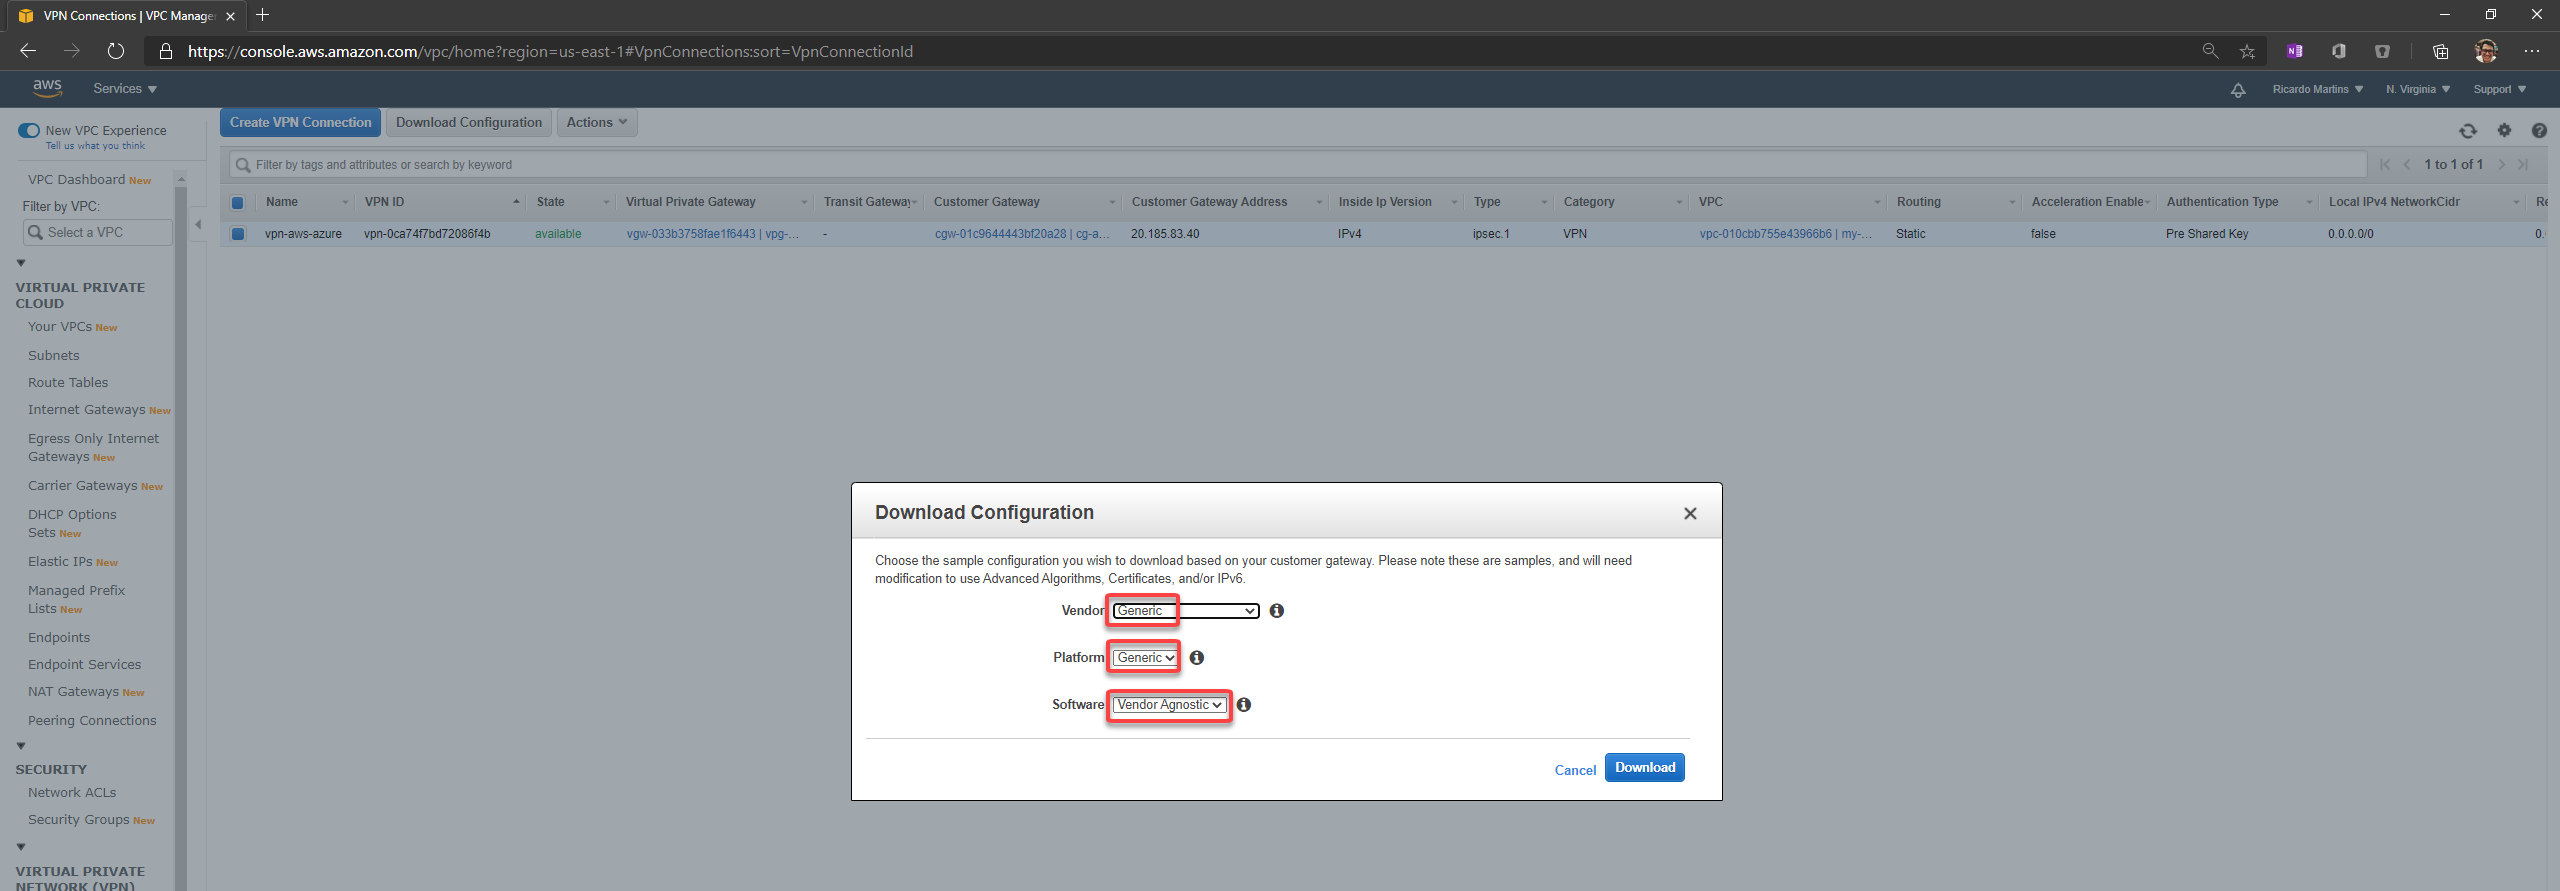 VPN Connections | VPC Manage
https://console.aws.amazon.com/vpc/home?region=us-east-1#VpnConnections:sort=VpnConnectionId
aws
Services
Ricardo Martins
N. Virginia
Support
New VPC Experience
Tell us what you think
Create VPN Connection
Download Configuration
Actions
Filter by tags and attributes or search by keyword
1 to 1 of 1
VPC Dashboard New
Filter by VPC:
Select a VPC
Name
VPN ID
State
Virtual Private Gateway
Transit Gateway
Customer Gateway
Customer Gateway Address
Inside Ip Version
Type
Category
VPC
Routing
Acceleration Enable
Authentication Type
Local IPv4 NetworkCidr
Re
vpn-aws-azure
vpn-0ca74f7bd72086f4b
available
vgw-033b3758fae1f6443 | vpg-...
-
cgw-01c9644443bf20a28 | cg-a...
20.185.83.40
IPv4
ipsec.1
VPN
vpc-010cbb755e43966b6 | my-...
Static
false
Pre Shared Key
0.0.0.0/0
0.
VIRTUAL PRIVATE
CLOUD
Your VPCs New
Subnets
Route Tables
Internet Gateways New
Egress Only Internet
Gateways New
Carrier Gateways New
DHCP Options
Sets New
Elastic IPs New
Managed Prefix
Lists New
Endpoints
Endpoint Services
NAT Gateways New
Peering Connections
SECURITY
Network ACLs
Security Groups New
VIRTUAL PRIVATE
NETWORK (VPN)
Download Configuration
Choose the sample configuration you wish to download based on your customer gateway. Please note these are samples, and will need
modification to use Advanced Algorithms, Certificates, and/or IPv6.
Vendor Generic
Platform Generic
Software Vendor Agnostic
Cancel
Download